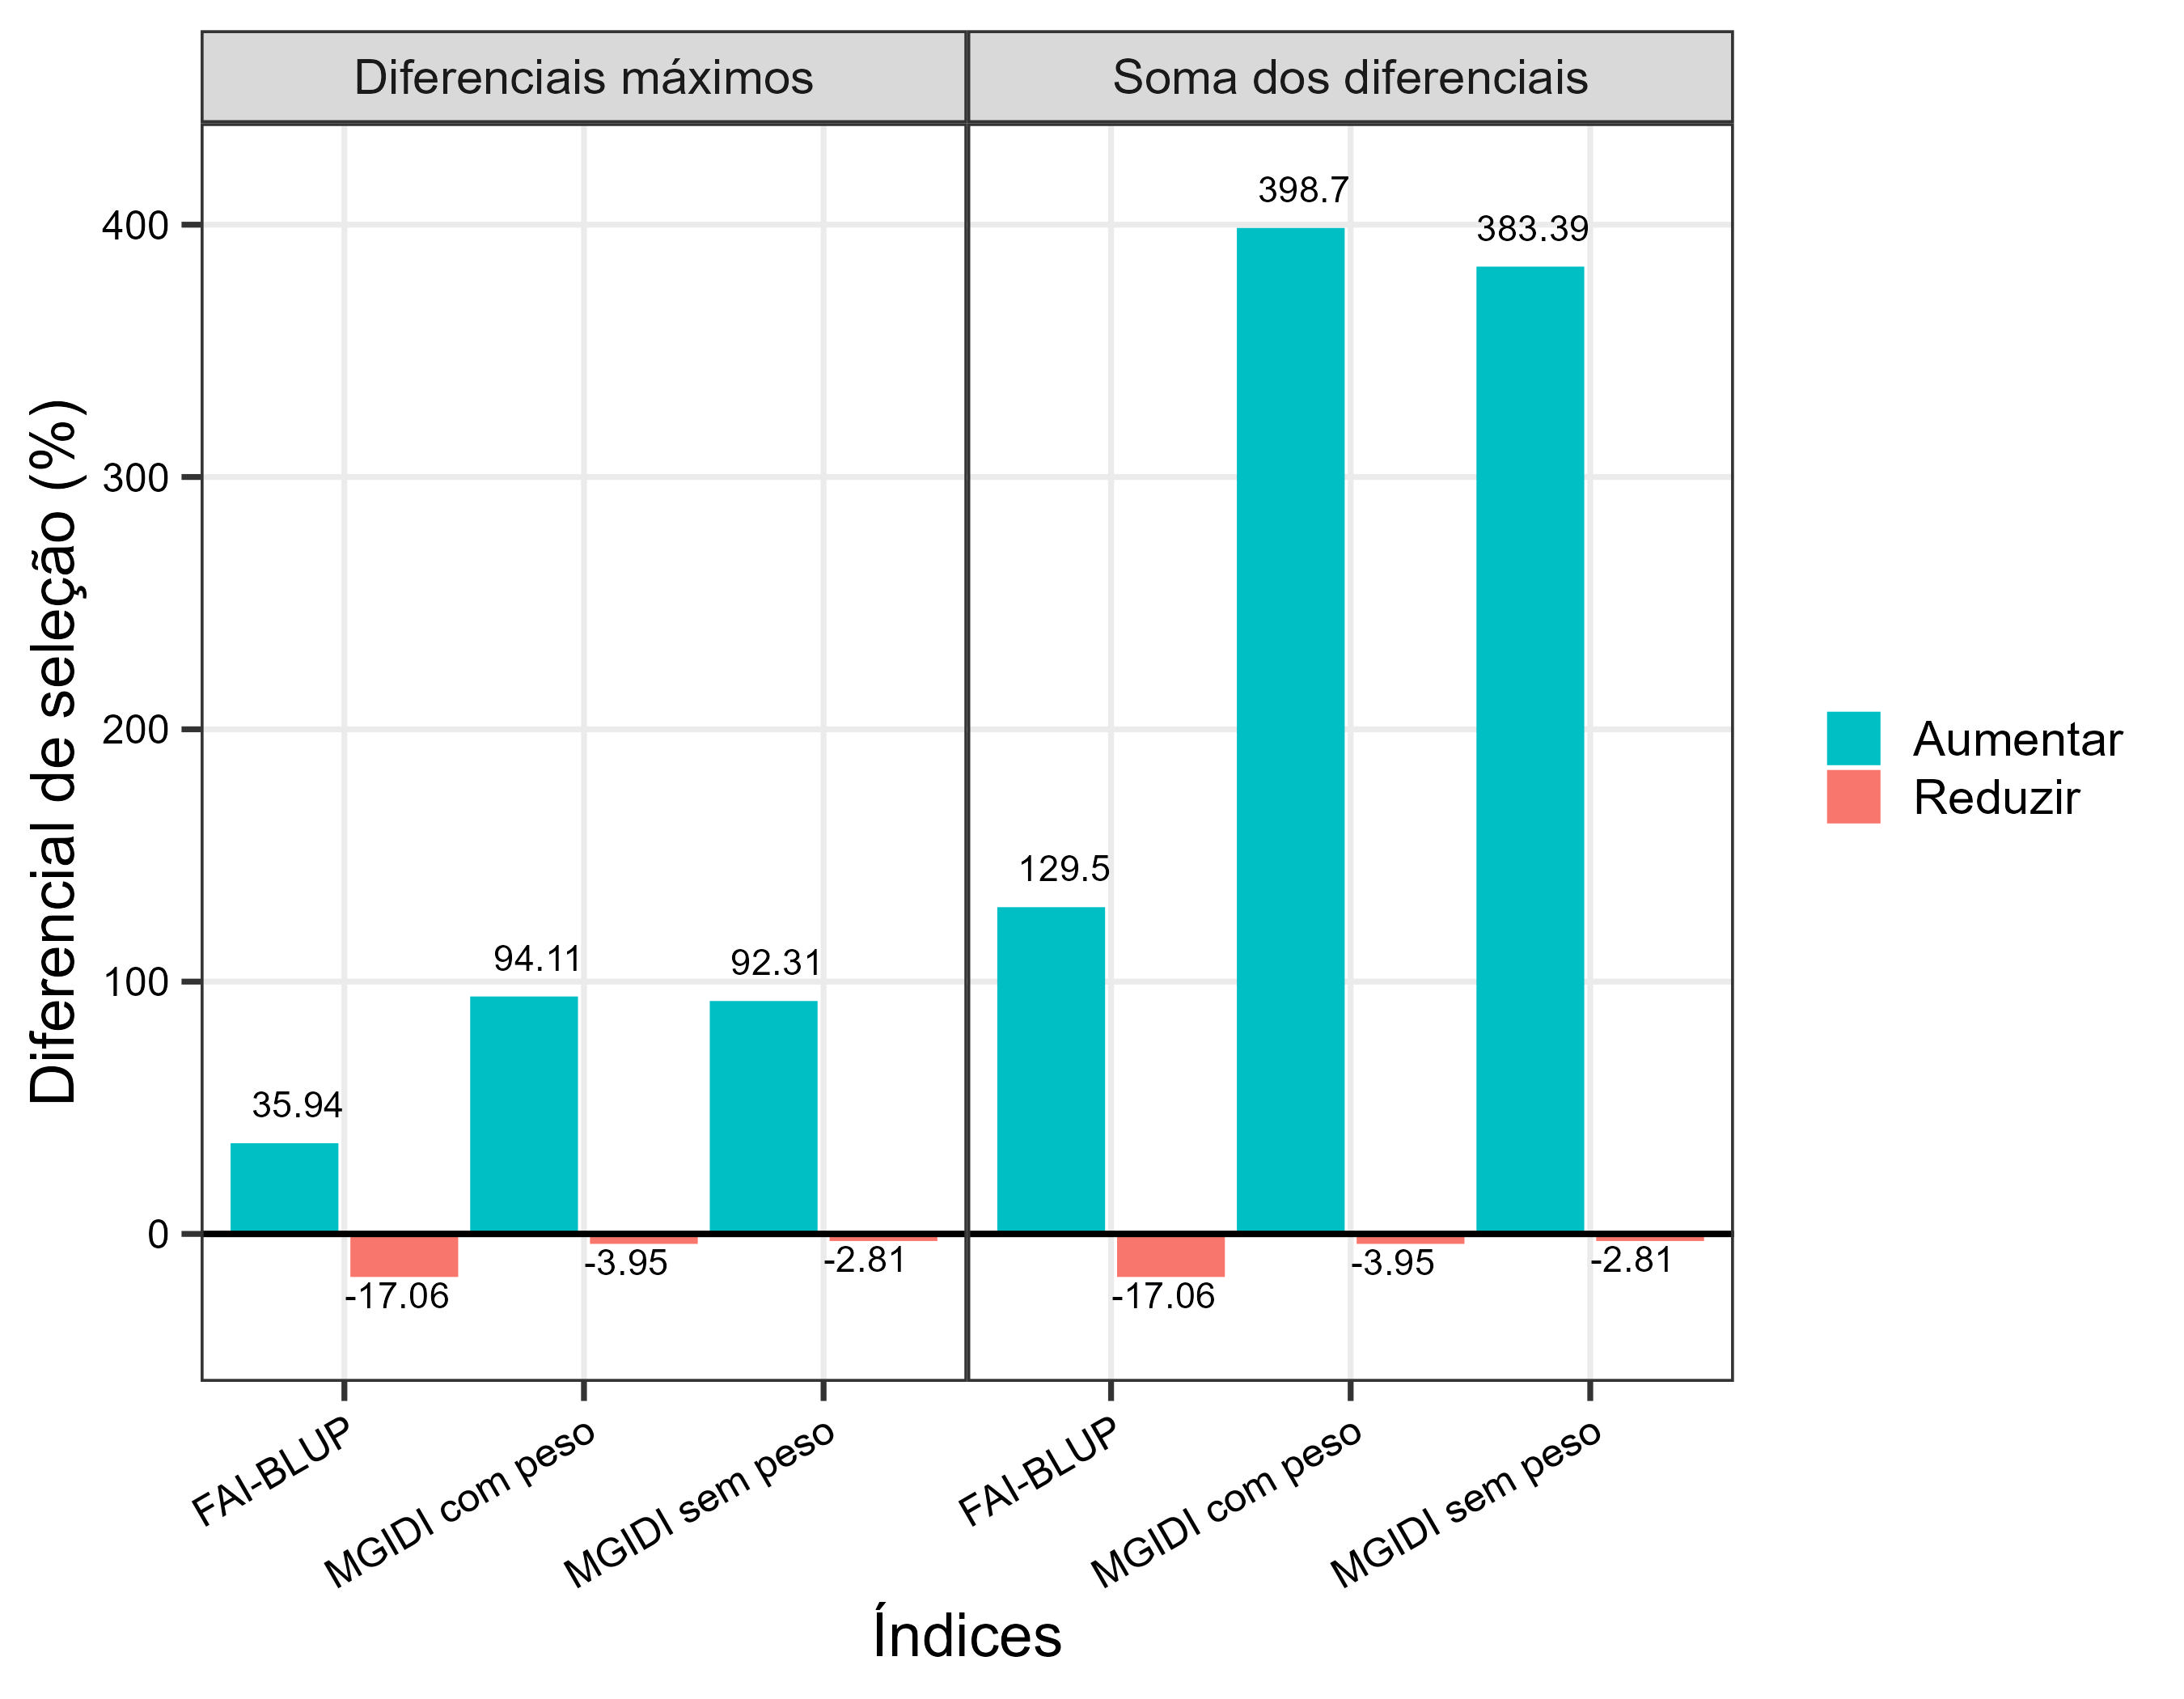 Diferenciais máximos
Soma dos diferenciais
Diferencial de seleção (%)
400
300
200
100
0
35.94
-17.06
94.11
-3.95
92.31
-2.81
129.5
-17.06
398.7
-3.95
383.39
-2.81
Aumentar
Reduzir
FAI-BLUP
MGIDI com peso
MGIDI sem peso
FAI-BLUP
MGIDI com peso
MGIDI sem peso
Índices